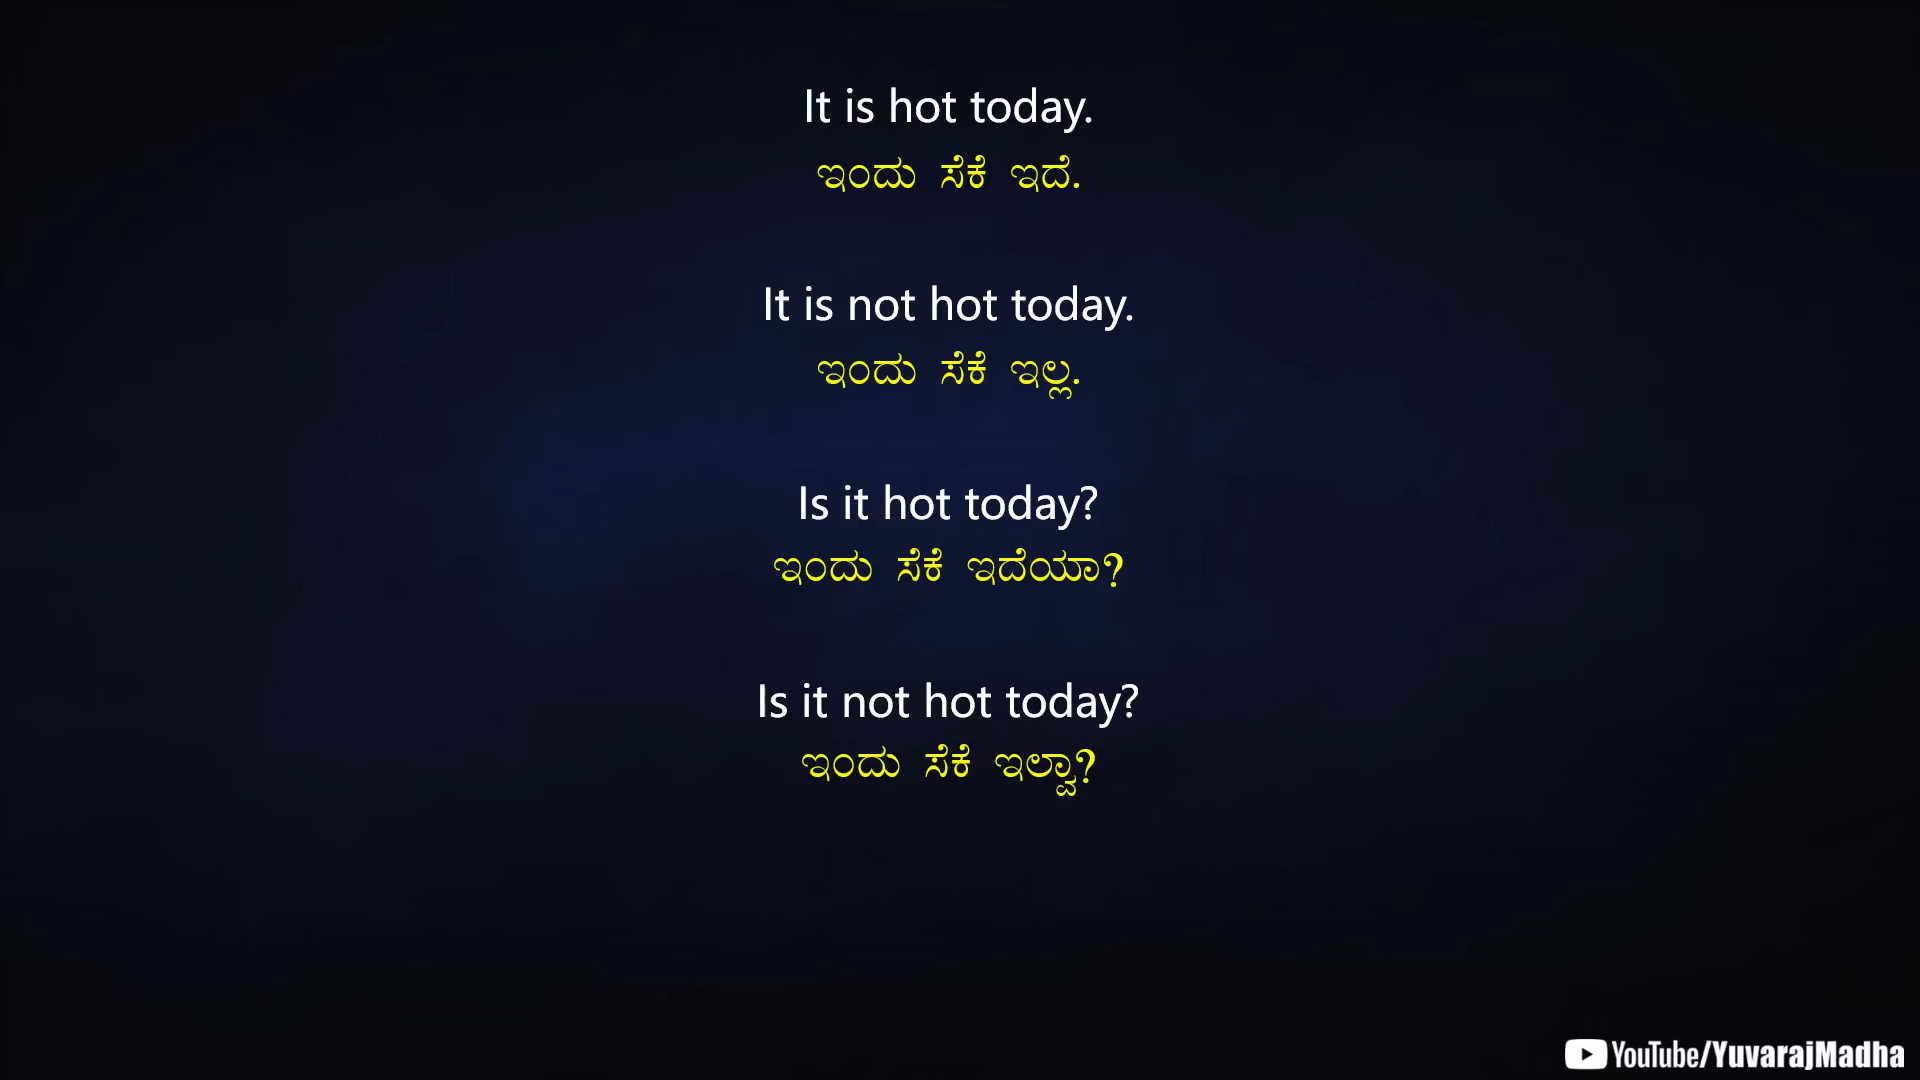 It is hot today.
ಇಂದು ಸೆಕೆ ಇದೆ.
It is not hot today.
ಇಂದು ಸೆಕೆ ಇಲ್ಲ.
Is it hot today?
ಇಂದು ಸೆಕೆ ಇದೆಯಾ?
Is it not hot today?
ಇಂದು ಸೆಕೆ ಇಲ್ವಾ?
YouTube/YuvarajMadha